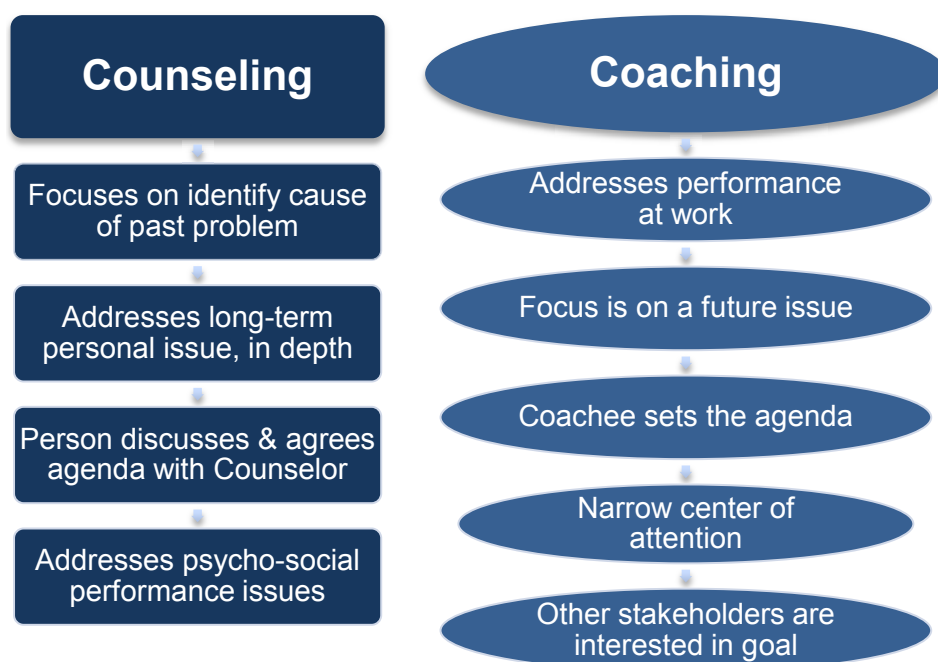 Counseling
Focuses on identify cause
of past problem
Addresses long-term
personal issue, in depth
Person discusses & agrees
agenda with Counselor
Addresses psycho-social
performance issues
Coaching
Addresses performance
at work
Focus is on a future issue
Coachee sets the agenda
Narrow center of
attention
Other stakeholders are
interested in goal